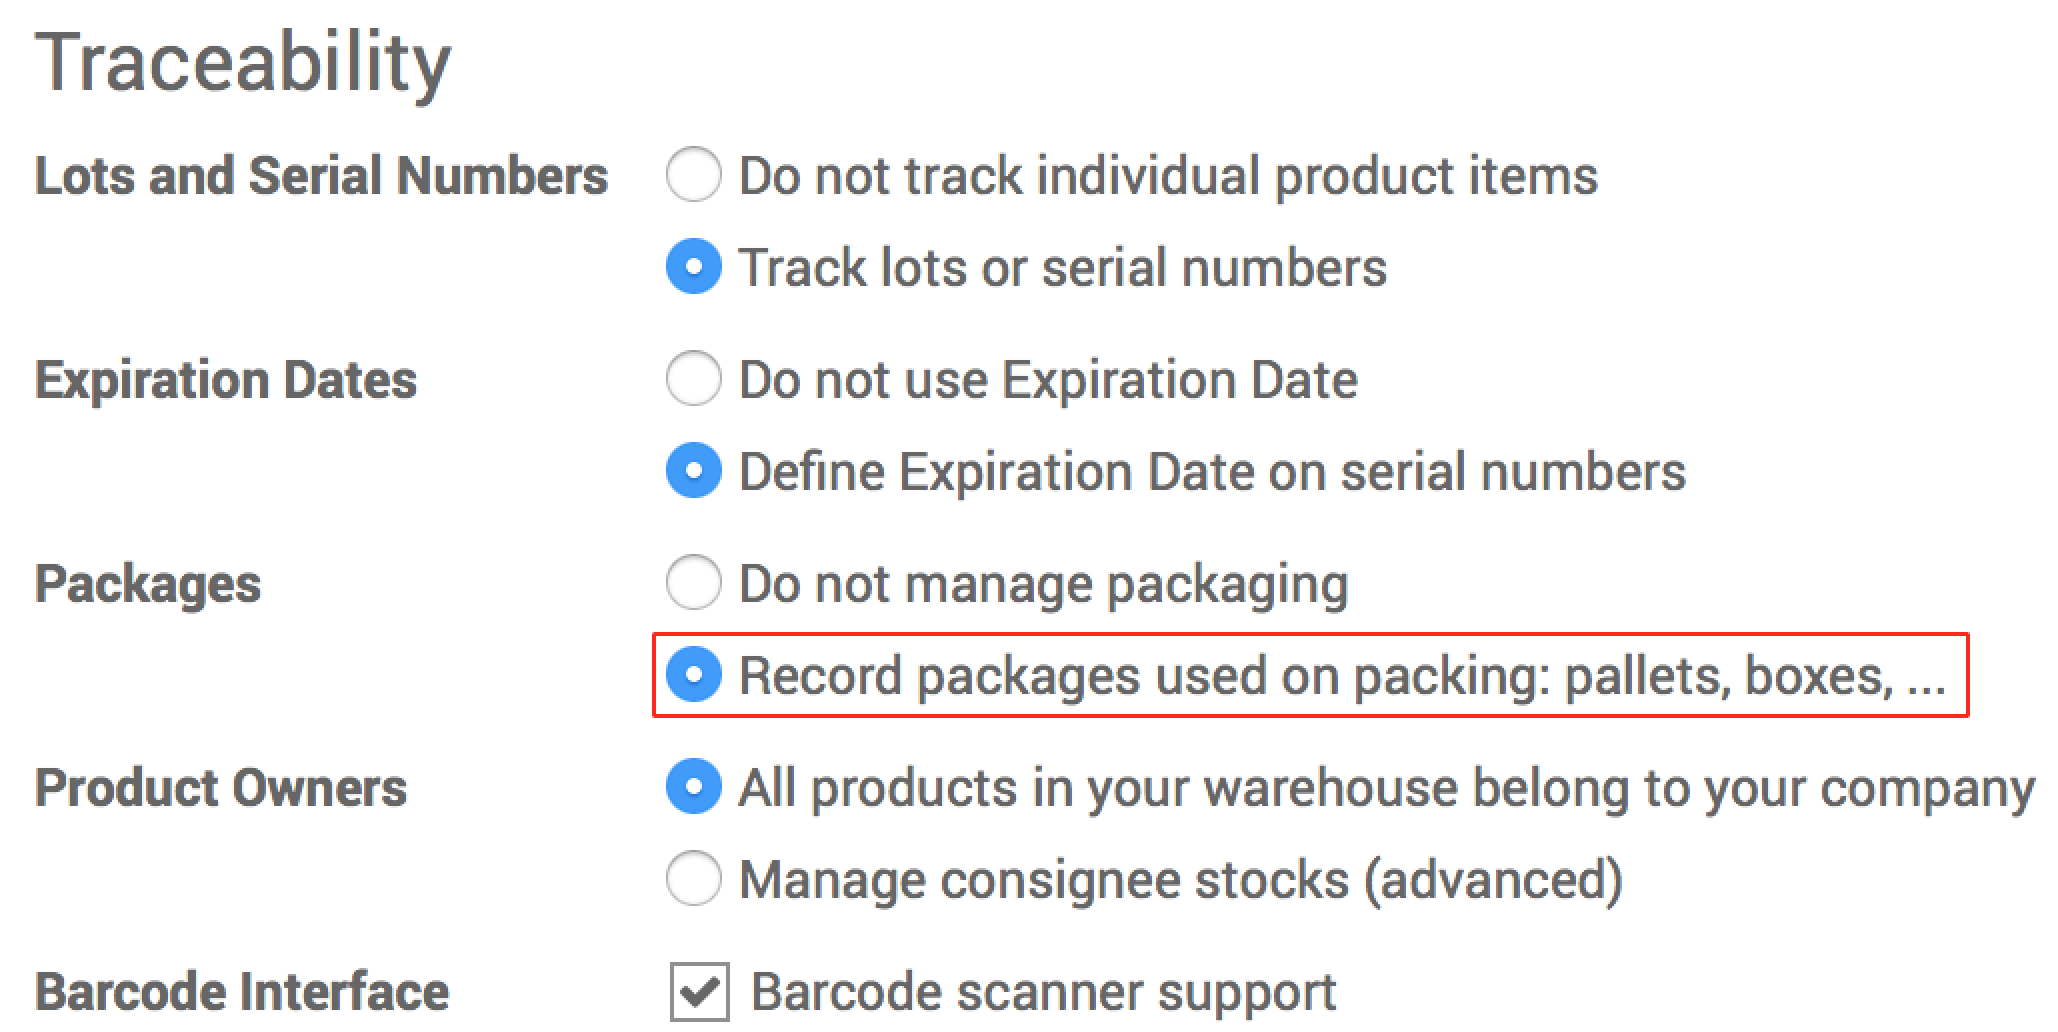 Traceability
Lots and Serial Numbers Do not track individual product items
Track lots or serial numbers
Expiration Dates Do not use Expiration Date
Define Expiration Date on serial numbers
Packages Do not manage packaging
Record packages used on packing: pallets, boxes, ...
Product Owners All products in your warehouse belong to your company
Manage consignee stocks (advanced)
Barcode Interface Barcode scanner support